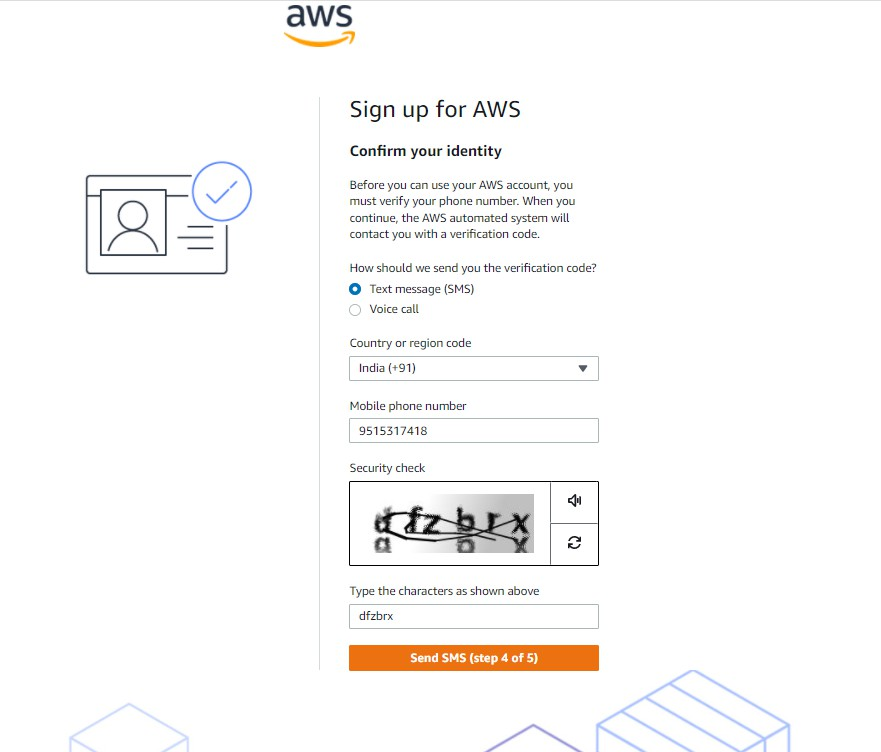 aws
Sign up for AWS
Confirm your identity
Before you can use your AWS account, you
must verify your phone number. When you
continue, the AWS automated system will
contact you with a verification code.
How should we send you the verification code?
Text message (SMS)
Voice call
Country or region code
India (+91)
Mobile phone number
9515317418
Security check
dfzbrx
Type the characters as shown above
dfzbrx
Send SMS (step 4 of 5)